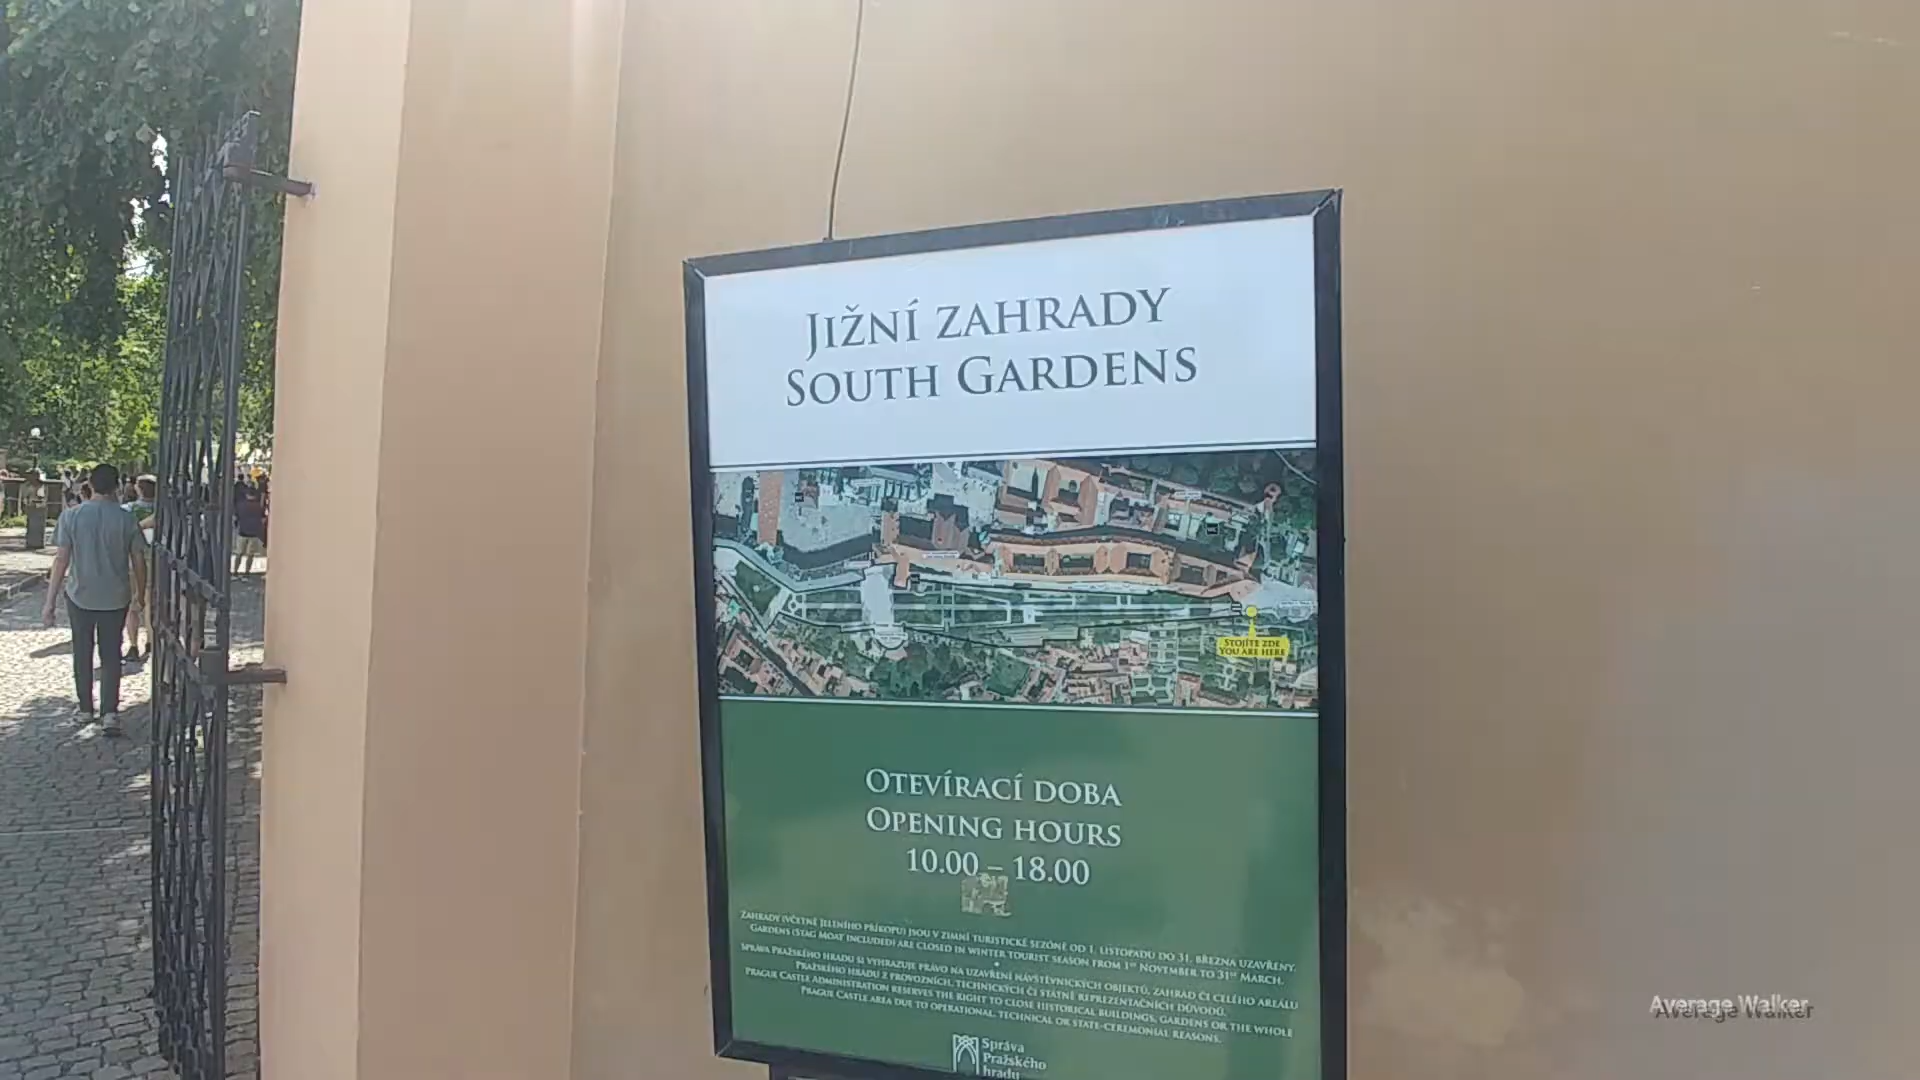 JIŽNÍ ZAHRADY
SOUTH GARDENS
STOJÍTE ZDE
YOU ARE HERE
OTEVÍRACÍ DOBA
OPENING HOURS
10.00 – 18.00
ZAHRADY (VČETNĚ JELENÍHO PŘÍKOPU) JSOU V ZIMNÍ TURISTICKÉ SEZÓNĚ OD 1. LISTOPADU DO 31. BŘEZNA UZAVŘENY.
GARDENS (STAG MOAT INCLUDED) ARE CLOSED IN WINTER TOURIST SEASON FROM 1ST NOVEMBER TO 31ST MARCH.
SPRÁVA PRAŽSKÉHO HRADU SI VYHRAZUJE PRÁVO NA UZAVŘENÍ NÁVŠTĚVNICKÝCH OBJEKTŮ, ZAHRAD ČI CELÉHO AREÁLU
PRAŽSKÉHO HRADU Z PROVOZNÍCH, TECHNICKÝCH ČI STÁTNĚ REPREZENTAČNÍCH DŮVODŮ.
PRAGUE CASTLE ADMINISTRATION RESERVES THE RIGHT TO CLOSE HISTORICAL BUILDINGS, GARDENS OR THE WHOLE
PRAGUE CASTLE AREA DUE TO OPERATIONAL, TECHNICAL OR STATE-CEREMONIAL REASONS.
Správa
Pražského
hradu
Average Walker